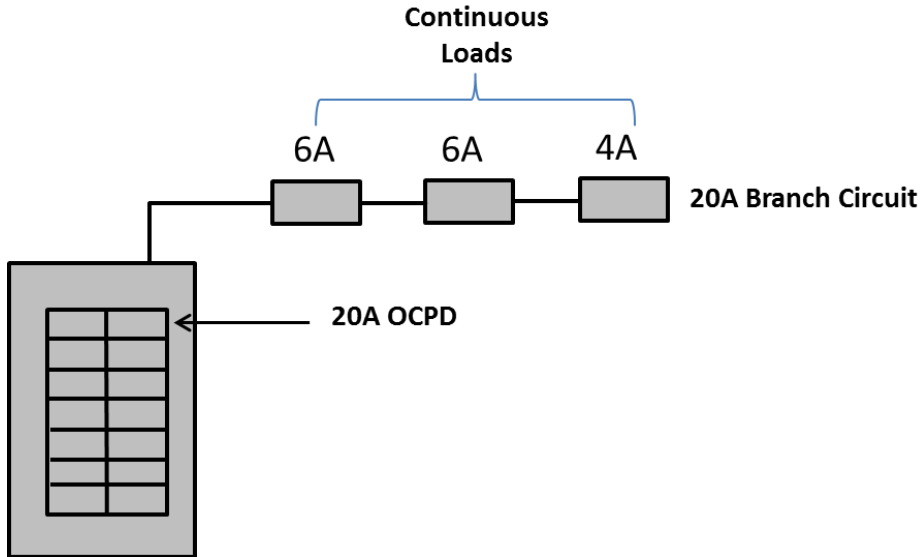 Continuous
Loads
6A
6A
4A
20A Branch Circuit
20A OCPD